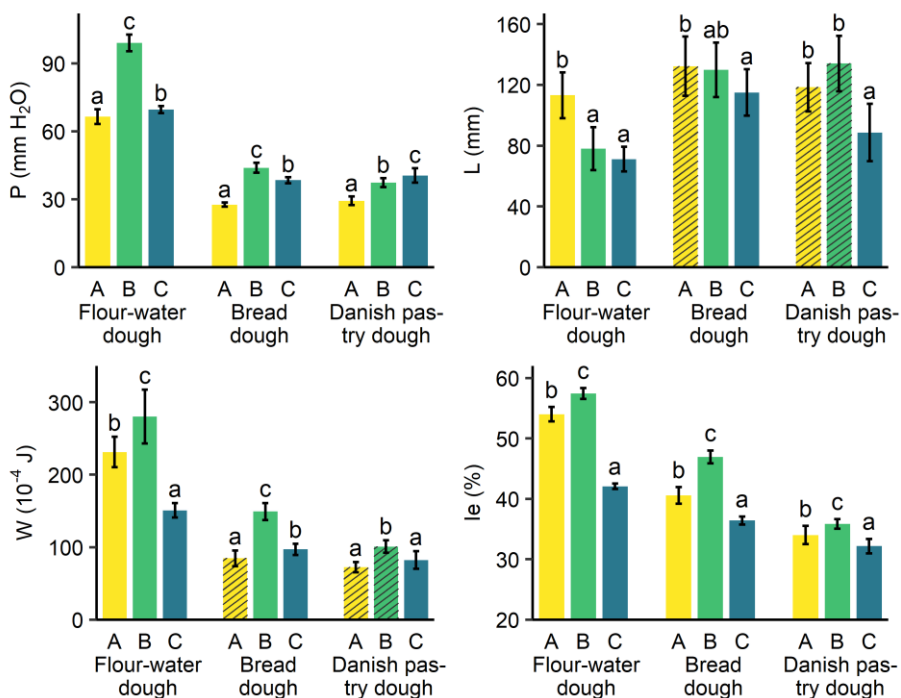 c
90
a
b
60
c
b
c
b
a
a
30
0
A B C A B C A B C
Flour-water Bread Danish pas-
dough dough try dough
P (mm H₂O)
b ab b
b a a
120
a a
a
80
40
0
A B C A B C A B C
Flour-water Bread Danish pas-
dough dough try dough
L (mm)
c
300
b
200
a
c
b
a
a b a
100
0
A B C A B C A B C
Flour-water Bread Danish pas-
dough dough try dough
W (10⁻⁴ J)
60
c
b
50
c
a
b
40
a
b c a
30
20
A B C A B C A B C
Flour-water Bread Danish pas-
dough dough try dough
Ie (%)